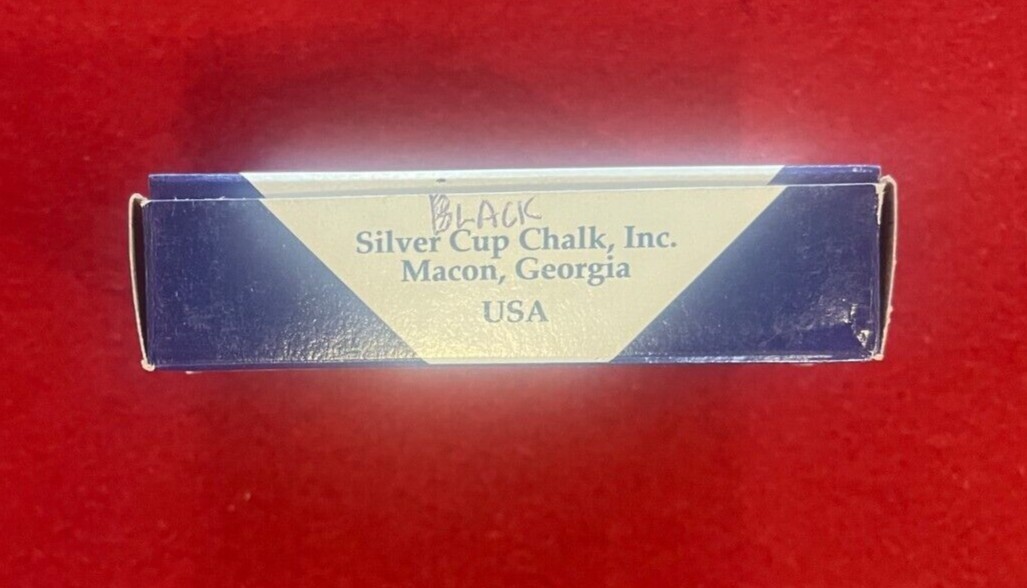 BLACK
Silver Cup Chalk, Inc.
Macon, Georgia
USA